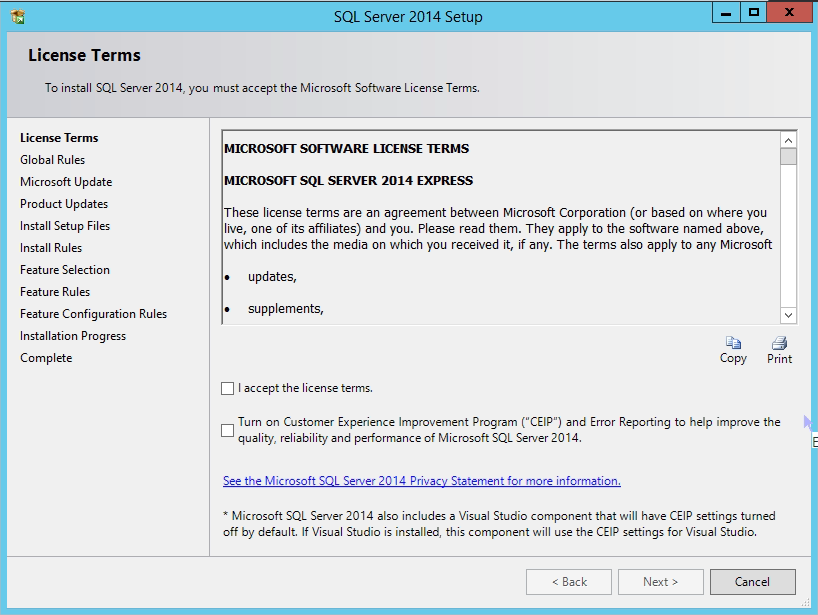 SQL Server 2014 Setup
License Terms
To install SQL Server 2014, you must accept the Microsoft Software License Terms.
License Terms
Global Rules
Microsoft Update
Product Updates
Install Setup Files
Install Rules
Feature Selection
Feature Rules
Feature Configuration Rules
Installation Progress
Complete
MICROSOFT SOFTWARE LICENSE TERMS
MICROSOFT SQL SERVER 2014 EXPRESS
These license terms are an agreement between Microsoft Corporation (or based on where you
live, one of its affiliates) and you. Please read them. They apply to the software named above,
which includes the media on which you received it, if any. The terms also apply to any Microsoft
• updates,
• supplements,
Copy
Print
I accept the license terms.
Turn on Customer Experience Improvement Program ("CEIP") and Error Reporting to help improve the
quality, reliability and performance of Microsoft SQL Server 2014.
See the Microsoft SQL Server 2014 Privacy Statement for more information.
* Microsoft SQL Server 2014 also includes a Visual Studio component that will have CEIP settings turned
off by default. If Visual Studio is installed, this component will use the CEIP settings for Visual Studio.
< Back
Next >
Cancel